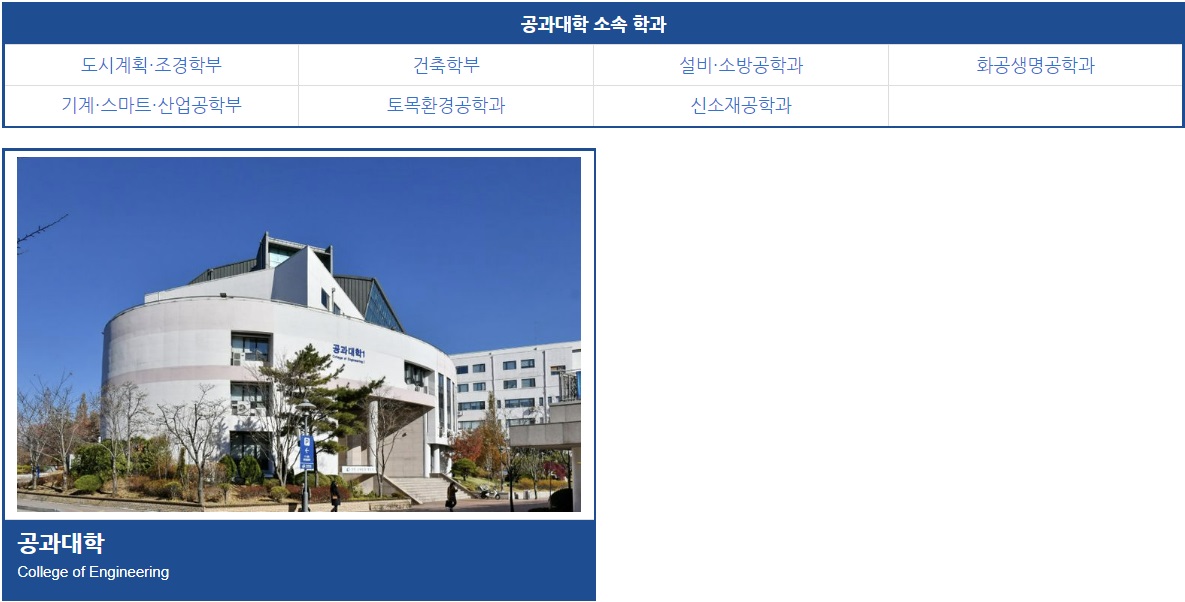 공과대학 소속 학과
도시계획·조경학부 건축학부 설비·소방공학과 화공생명공학과
기계·스마트·산업공학부 토목환경공학과 신소재공학과
공과대학1
College of Engineering
P
공과대학
College of Engineering